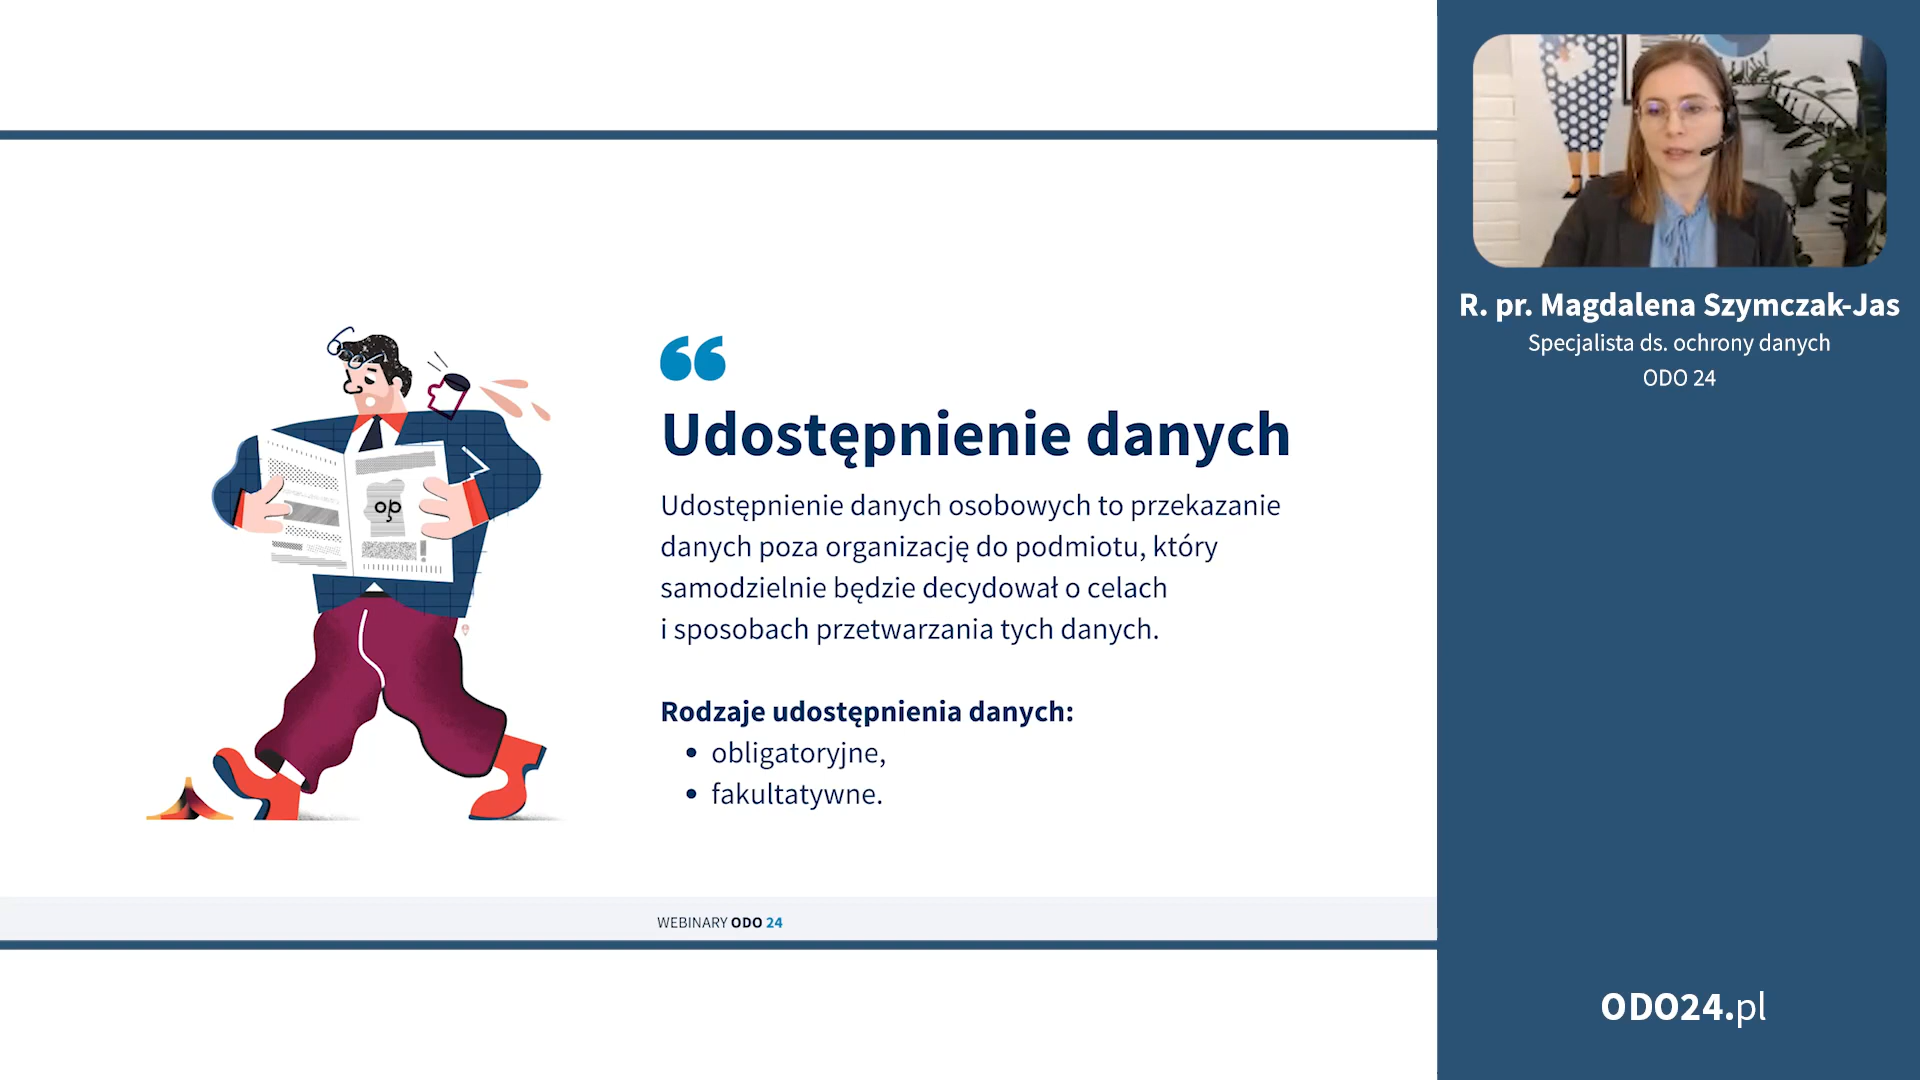 Udostępnienie danych
Udostępnienie danych osobowych to przekazanie
danych poza organizację do podmiotu, który
samodzielnie będzie decydował o celach
i sposobach przetwarzania tych danych.
Rodzaje udostępnienia danych:
• obligatoryjne,
• fakultatywne.
WEBINARY ODO 24
R. pr. Magdalena Szymczak-Jas
Specjalista ds. ochrony danych
ODO 24
ODO24.pl